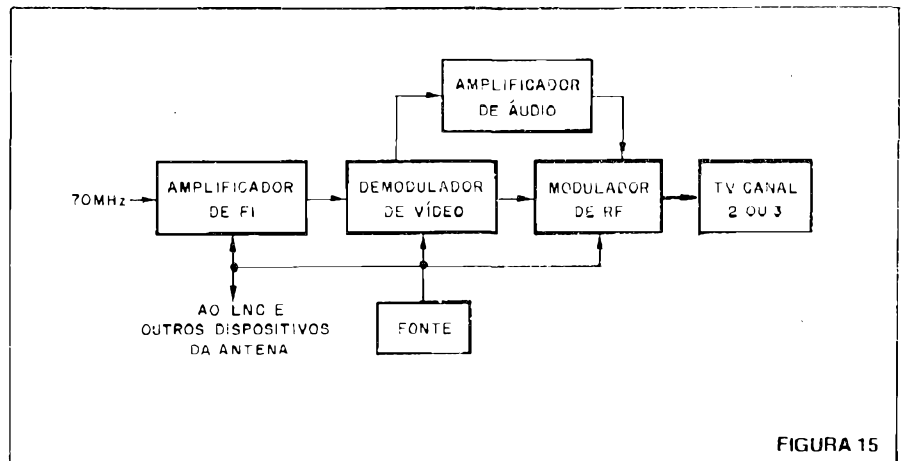 AMPLIFICADOR
DE ÁUDIO
70MHz
AMPLIFICADOR
DE FI
DEMODULADOR
DE VÍDEO
MODULADOR
DE RF
TV CANAL
2 OU 3
AO LNC E
OUTROS DISPOSITIVOS
DA ANTENA
FONTE
FIGURA 15